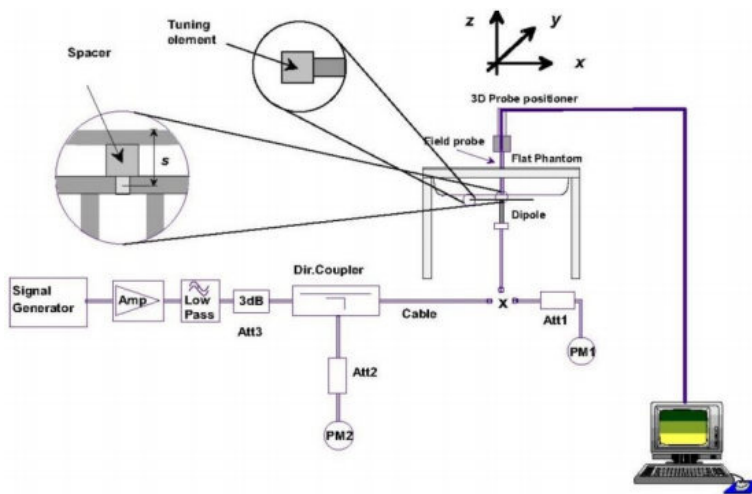 Tuning
element
Spacer
s
z
y
x
3D Probe positioner
Field probe
Flat Phantom
Dipole
Signal
Generator
Amp
Low
Pass
3dB
Att3
Dir.Coupler
Cable
x
Att1
PM1
Att2
PM2